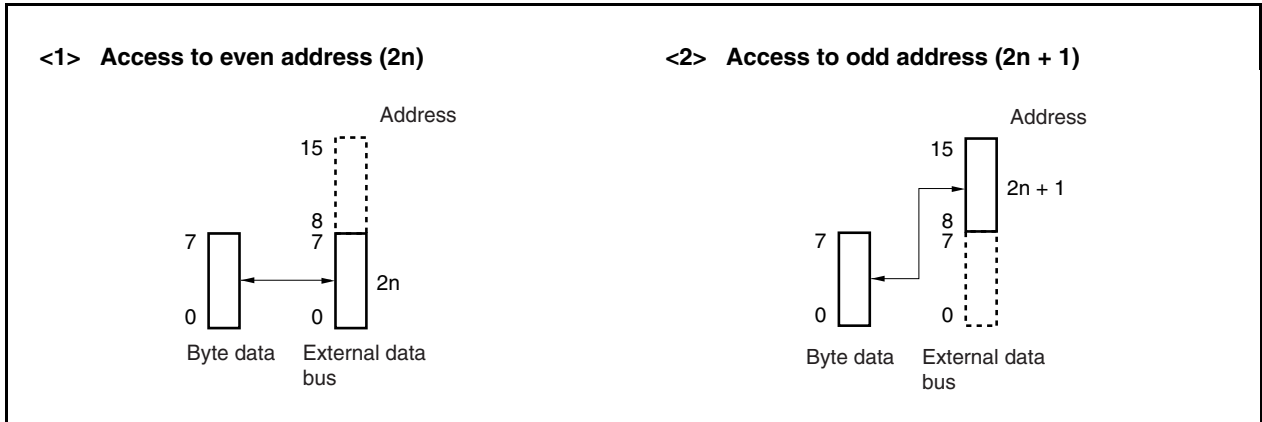 <1> Access to even address (2n)
Address
15
8
7
7
2n
0
0
Byte data
External data
bus
<2> Access to odd address (2n + 1)
Address
15
2n + 1
8
7
7
0
0
Byte data
External data
bus